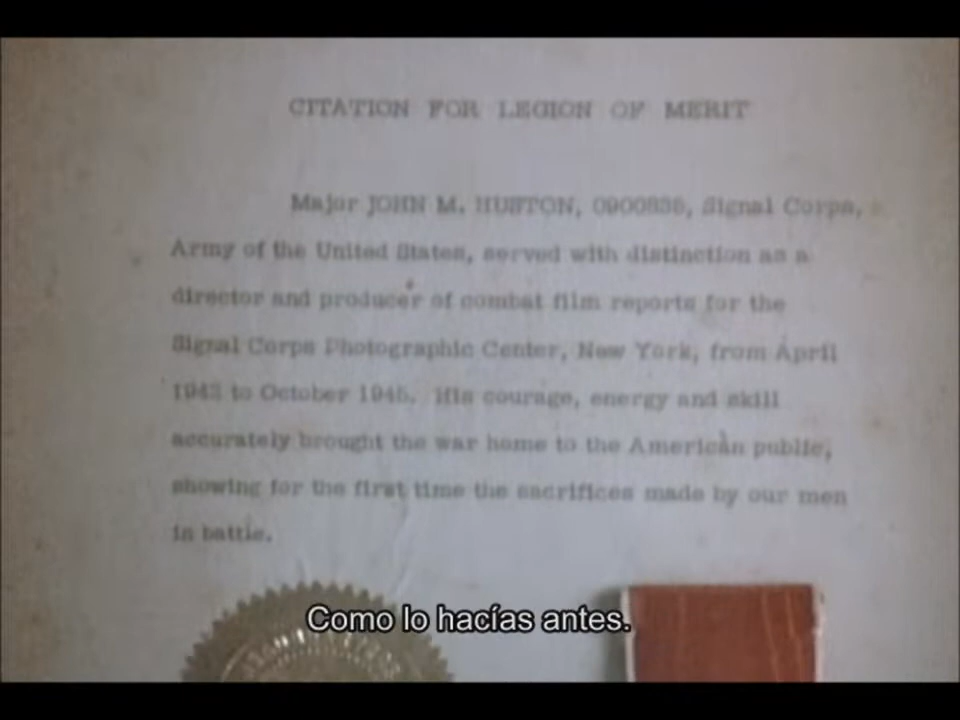 CITATION FOR LEGION OF MERIT
Major JOHN M. HUSTON, 0900836, Signal Corps,
Army of the United States, served with distinction as a
director and producer of combat film reports for the
Signal Corps Photographic Center, New York, from April
1942 to October 1945. His courage, energy and skill
accurately brought the war home to the American public,
showing for the first time the sacrifices made by our men
in battle.
Como lo hacías antes.